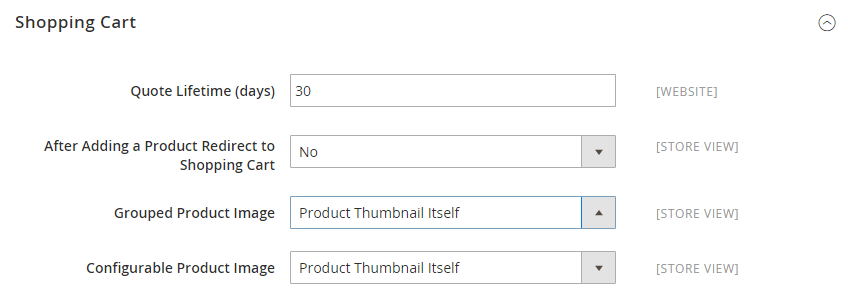 Shopping Cart
Quote Lifetime (days) 30 [WEBSITE]
After Adding a Product Redirect to
Shopping Cart No [STORE VIEW]
Grouped Product Image Product Thumbnail Itself [STORE VIEW]
Configurable Product Image Product Thumbnail Itself [STORE VIEW]